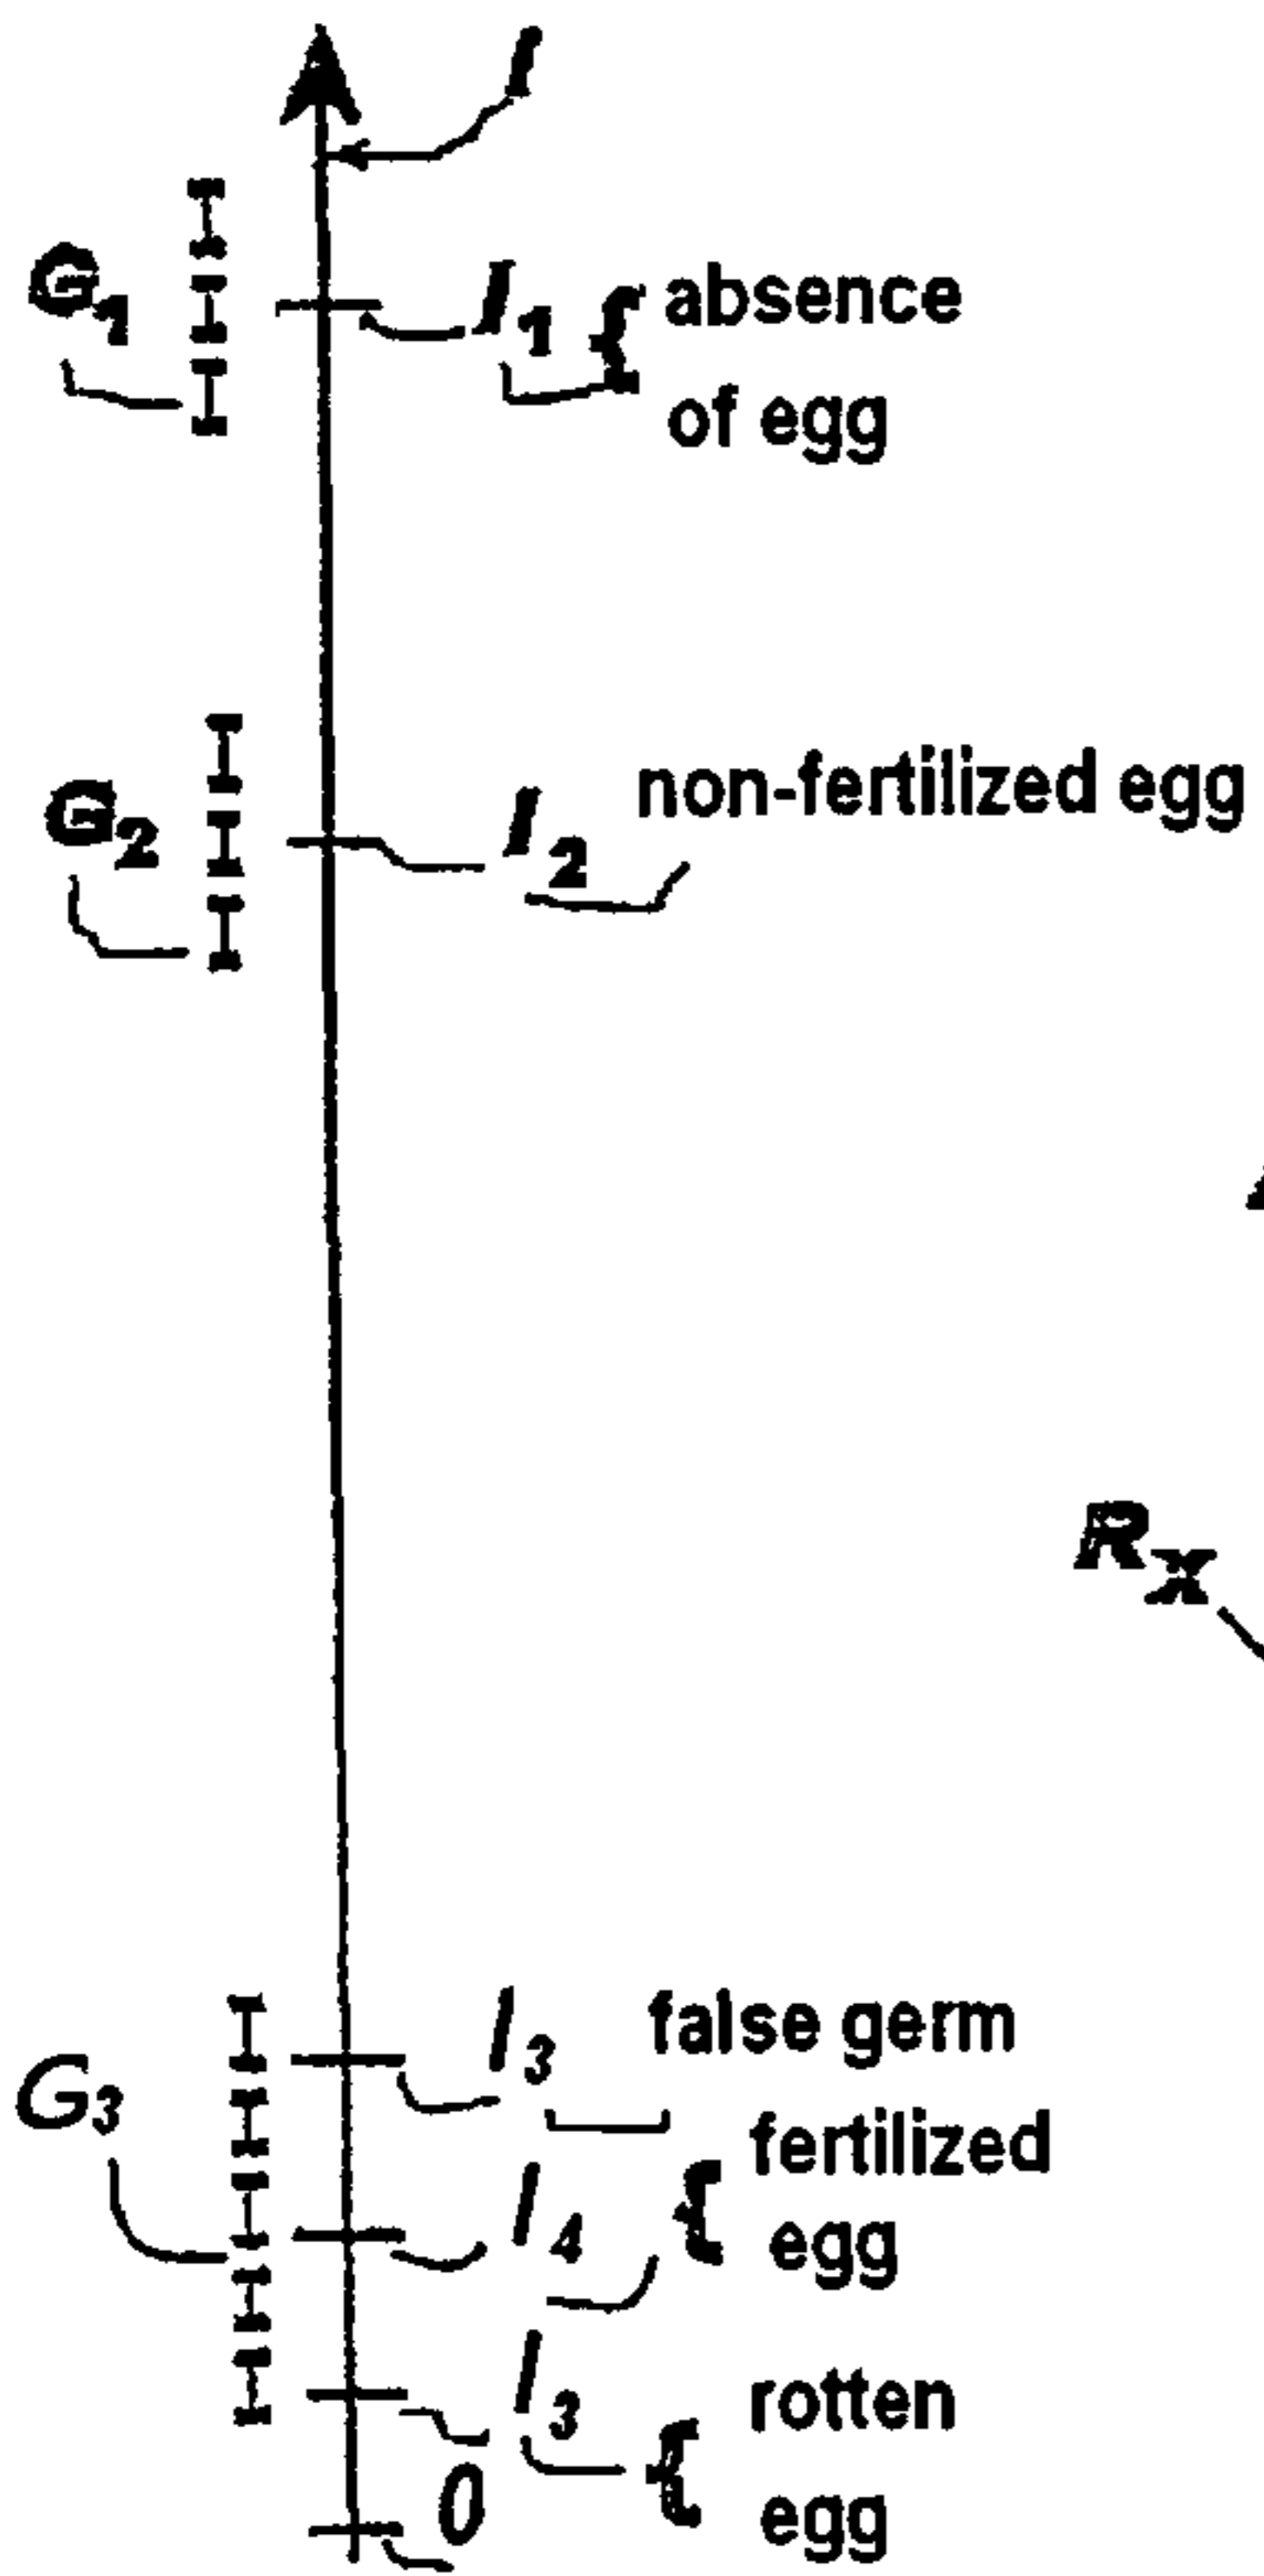 I
G1
I1 { absence
of egg
non-fertilized egg
G2
I2
RX
I3 false germ
G3
fertilized
I4 { egg
I3 rotten
0 { egg